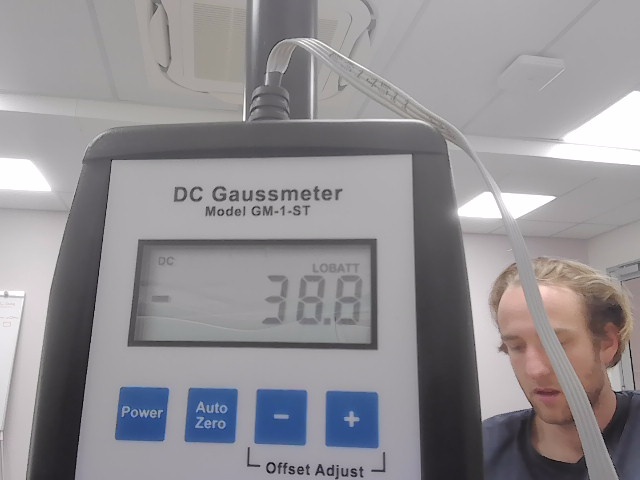 DC Gaussmeter
Model GM-1-ST
DC
LOBATT
- 38.8
Power
Auto
Zero
-
+
Offset Adjust